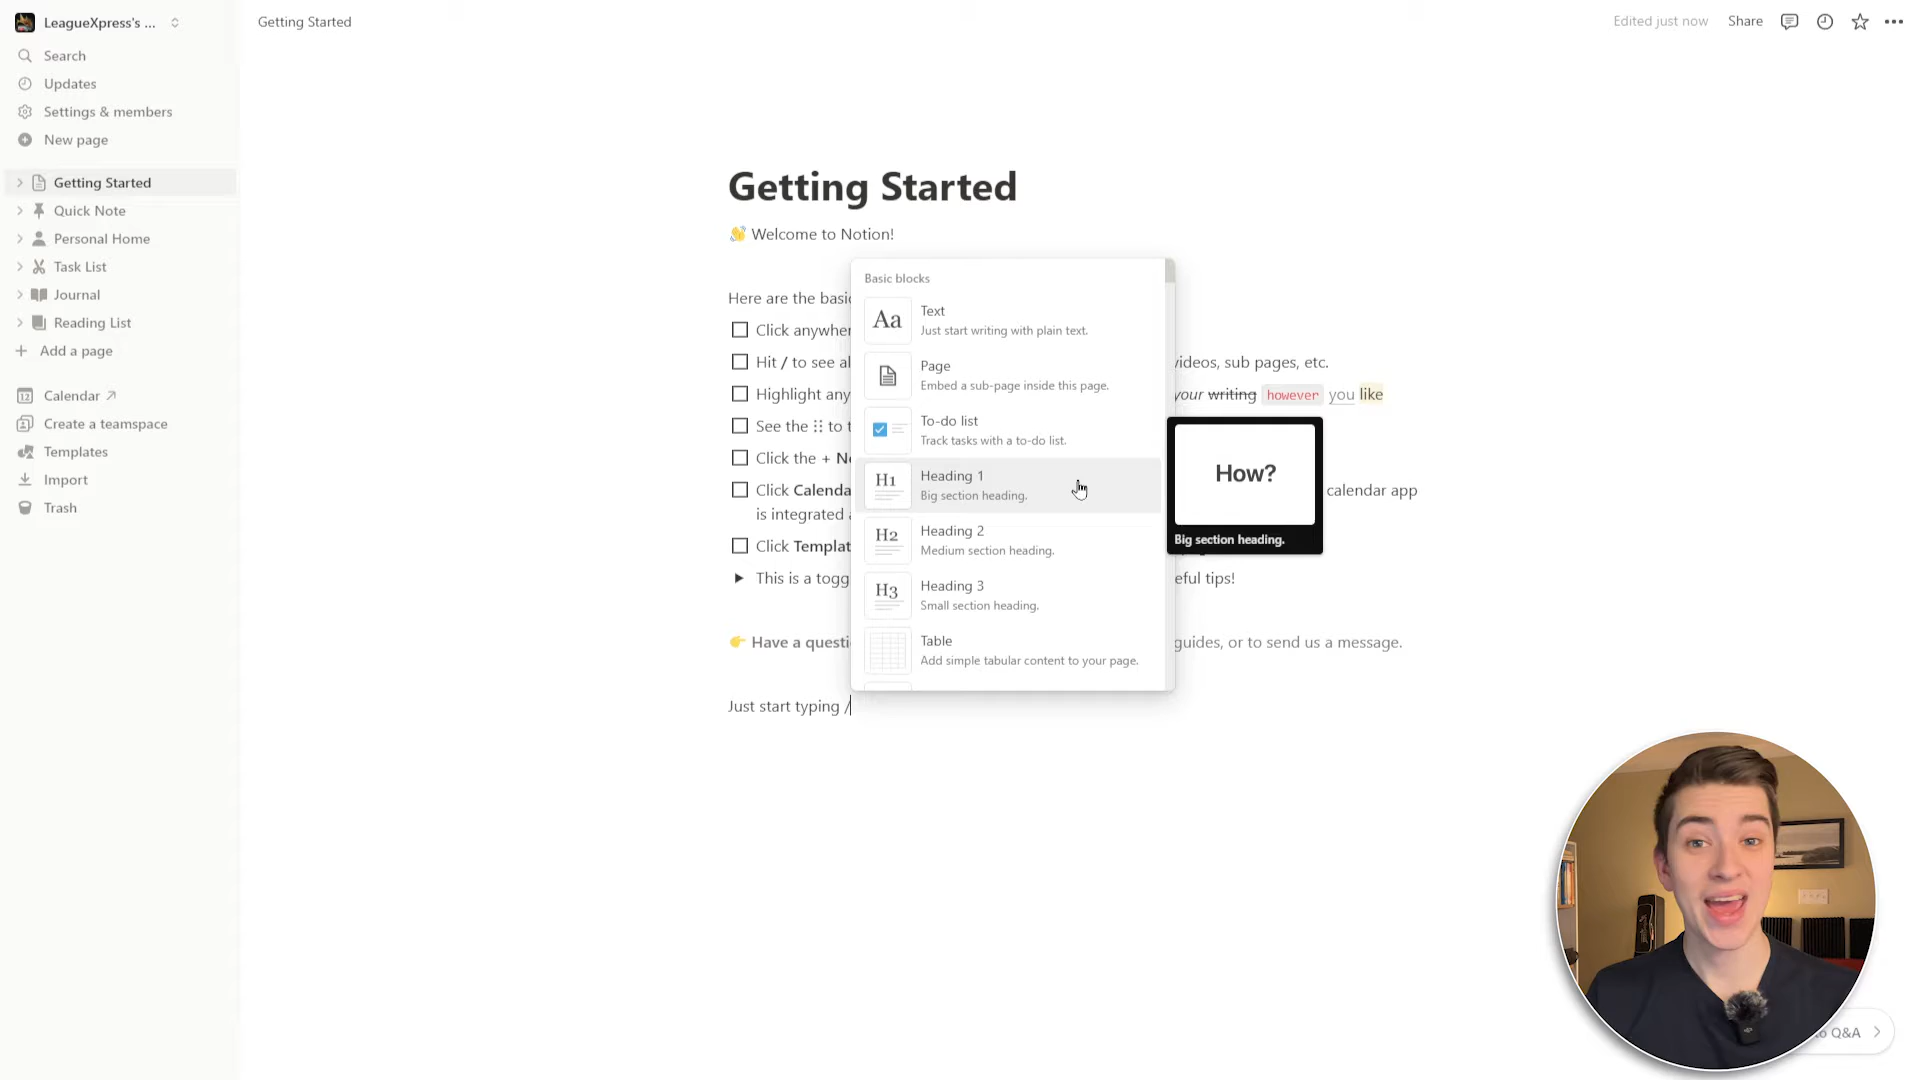 LeagueXpress's ...
Search
Updates
Settings & members
New page
Getting Started
Quick Note
Personal Home
Task List
Journal
Reading List
Add a page
12 Calendar ↗
Create a teamspace
Templates
Import
Trash
Getting Started
Edited just now Share
Getting Started
👋 Welcome to Notion!
Here are the basi
Click anywhe
Hit / to see al
videos, sub pages, etc.
Highlight any
your writing however you like
See the ⠿ to t
Click the + N
Click Calenda
calendar app
is integrated
Click Templa
▶ This is a togg
eful tips!
👉 Have a questi
guides, or to send us a message.
Just start typing /
Basic blocks
Aa Text
Just start writing with plain text.
Page
Embed a sub-page inside this page.
To-do list
Track tasks with a to-do list.
H1 Heading 1
Big section heading.
H2 Heading 2
Medium section heading.
H3 Heading 3
Small section heading.
Table
Add simple tabular content to your page.
How?
Big section heading.
Q&A